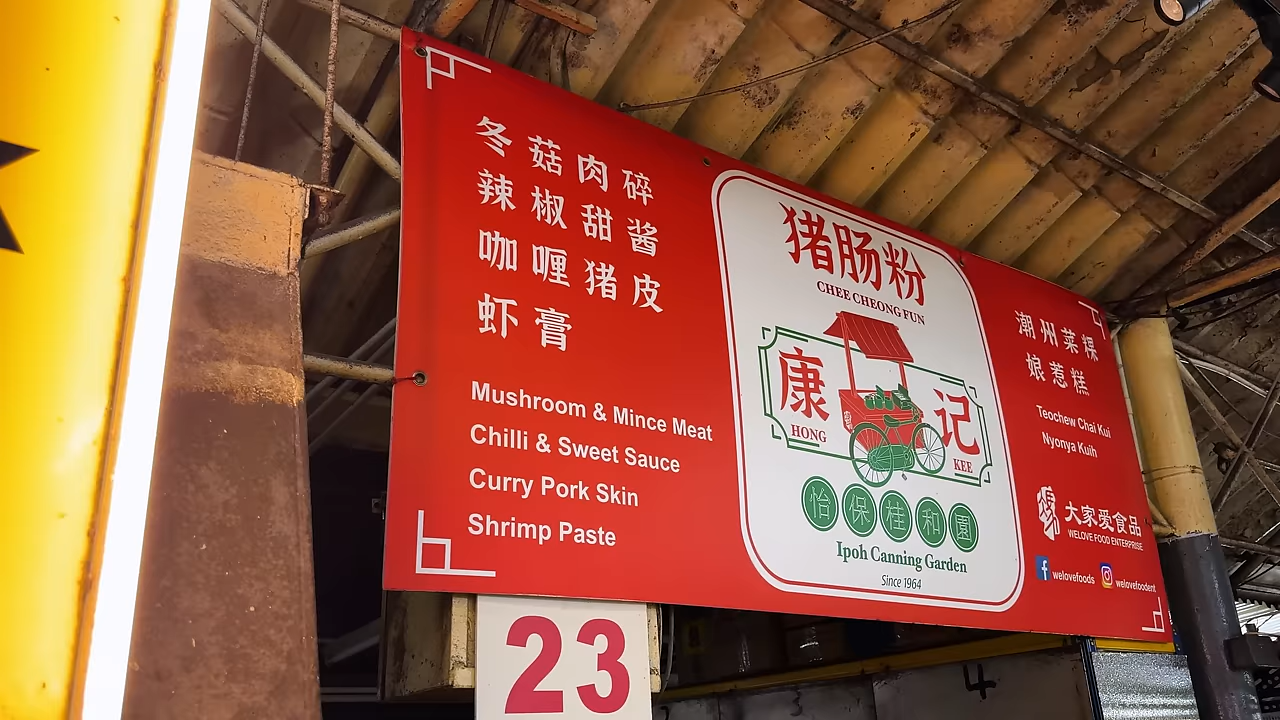 冬菇肉碎
辣椒甜酱
咖喱猪皮
虾膏
Mushroom & Mince Meat
Chilli & Sweet Sauce
Curry Pork Skin
Shrimp Paste
猪肠粉
CHEE CHEONG FUN
康记
HONG KEE
怡保桂和園
Ipoh Canning Garden
Since 1964
潮州菜粿
娘惹糕
Teochew Chai Kui
Nyonya Kuih
大家爱食品
WELOVE FOOD ENTERPRISE
welovefoods
welovefoodent
23
4